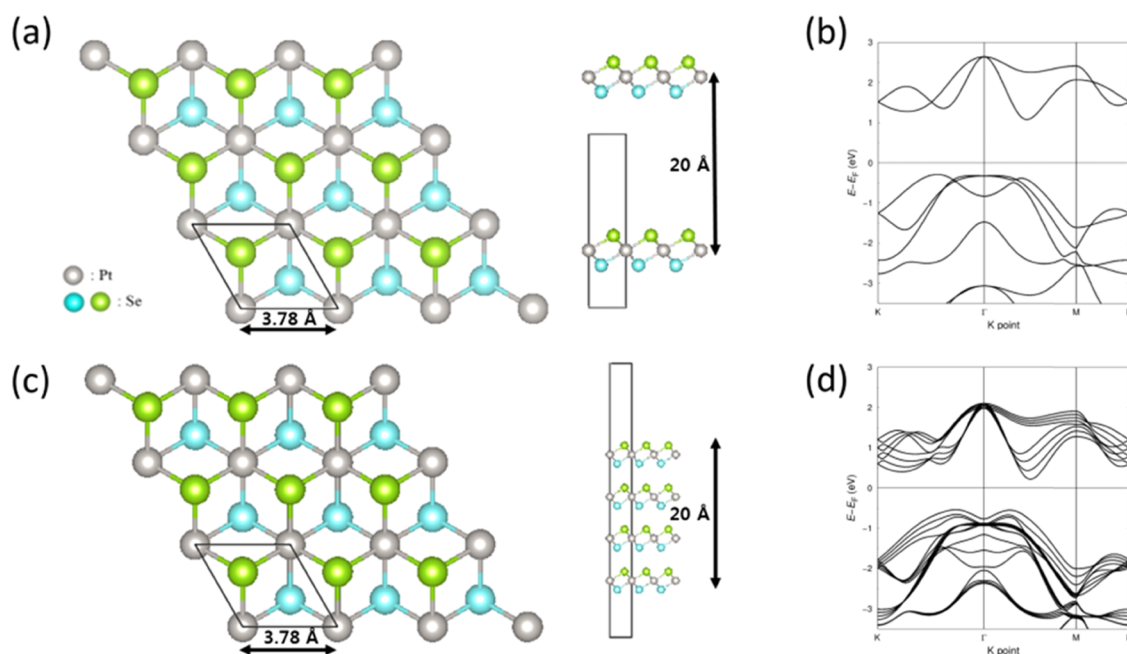 (a)
: Pt
: Se
3.78 Å
20 Å
(b)
3
2
1
0
-1
-2
-3
E-E_F (eV)
K
Γ
M
K point
(c)
3.78 Å
20 Å
(d)
3
2
1
0
-1
-2
-3
E-E_F (eV)
K
Γ
M
K point